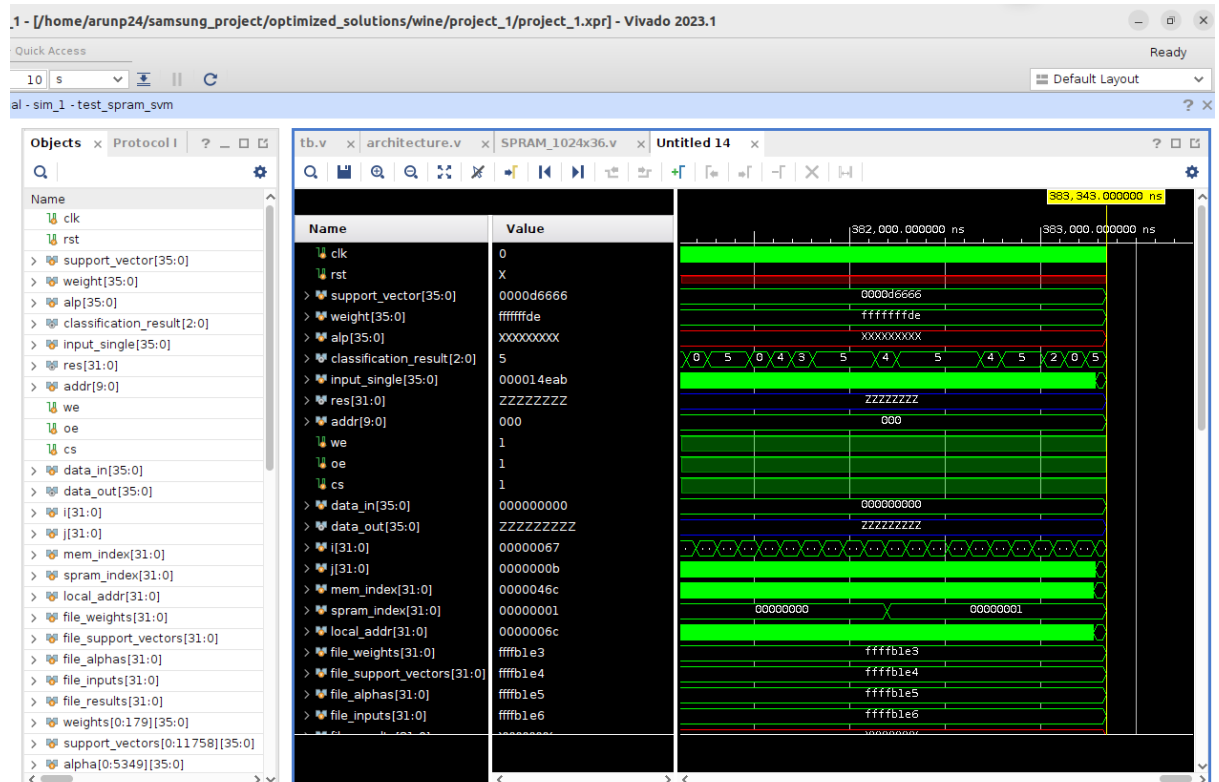 _1 - [/home/arunp24/samsung_project/optimized_solutions/wine/project_1/project_1.xpr] - Vivado 2023.1
Quick Access
Ready
10 s
Default Layout
al - sim_1 - test_spram_svm
? ×
Objects × Protocol I ? _
tb.v × architecture.v × SPRAM_1024x36.v × Untitled 14 × ?
Name
clk
rst
support_vector[35:0]
weight[35:0]
alp[35:0]
classification_result[2:0]
input_single[35:0]
res[31:0]
addr[9:0]
we
oe
cs
data_in[35:0]
data_out[35:0]
i[31:0]
j[31:0]
mem_index[31:0]
spram_index[31:0]
local_addr[31:0]
file_weights[31:0]
file_support_vectors[31:0]
file_alphas[31:0]
file_inputs[31:0]
file_results[31:0]
weights[0:179][35:0]
support_vectors[0:11758][35:0]
alpha[0:5349][35:0]
383,343.000000 ns
Name Value 382,000.000000 ns 383,000.000000 ns
clk 0
rst X
support_vector[35:0] 0000d6666 0000d6666
weight[35:0] fffffffde fffffffde
alp[35:0] XXXXXXXXX XXXXXXXXX
classification_result[2:0] 5 0 5 0 4 3 5 4 5 4 5 2 0 5
input_single[35:0] 000014eab
res[31:0] ZZZZZZZZ ZZZZZZZZ
addr[9:0] 000 000
we 1
oe 1
cs 1
data_in[35:0] 000000000 000000000
data_out[35:0] ZZZZZZZZZ ZZZZZZZZZ
i[31:0] 00000067
j[31:0] 0000000b
mem_index[31:0] 0000046c
spram_index[31:0] 00000001 00000000 00000001
local_addr[31:0] 0000006c
file_weights[31:0] ffffb1e3 ffffb1e3
file_support_vectors[31:0] ffffb1e4 ffffb1e4
file_alphas[31:0] ffffb1e5 ffffb1e5
file_inputs[31:0] ffffb1e6 ffffb1e6